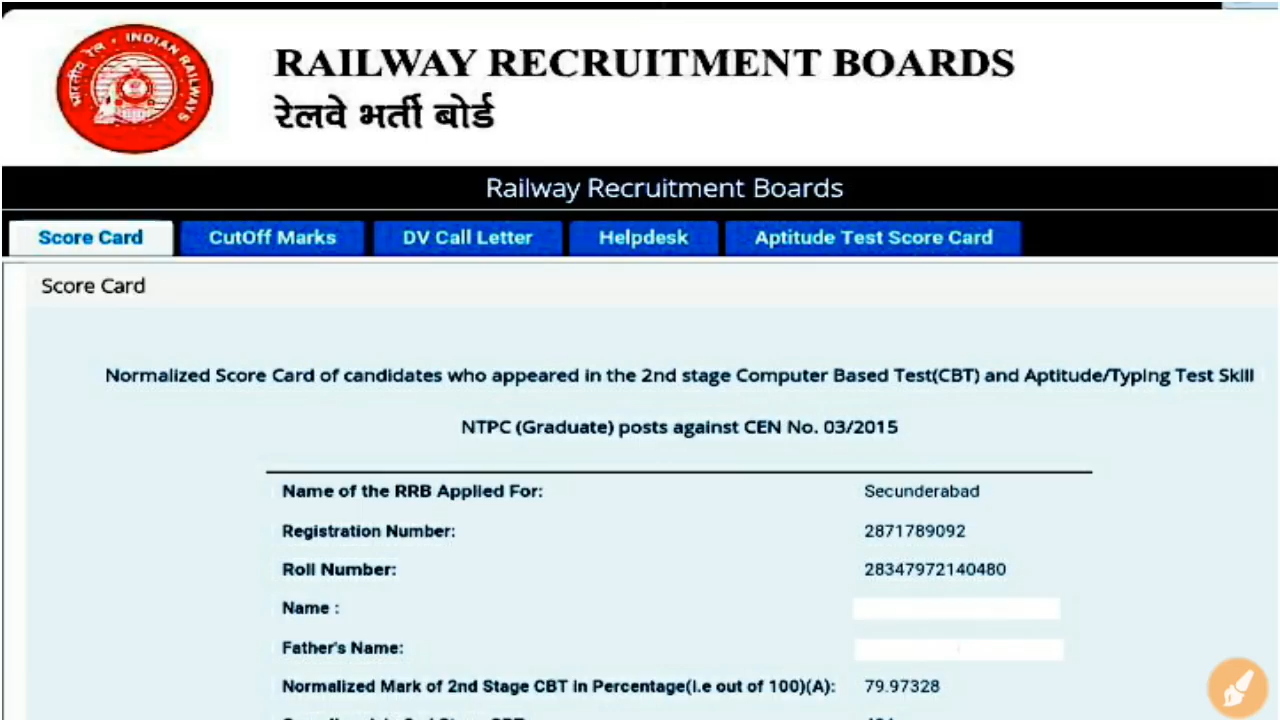 भारतीय रेल • INDIAN RAILWAYS
RAILWAY RECRUITMENT BOARDS
रेलवे भर्ती बोर्ड
Railway Recruitment Boards
Score Card CutOff Marks DV Call Letter Helpdesk Aptitude Test Score Card
Score Card
Normalized Score Card of candidates who appeared in the 2nd stage Computer Based Test(CBT) and Aptitude/Typing Test Skill
NTPC (Graduate) posts against CEN No. 03/2015
Name of the RRB Applied For: Secunderabad
Registration Number: 2871789092
Roll Number: 28347972140480
Name :
Father's Name:
Normalized Mark of 2nd Stage CBT in Percentage(i.e out of 100)(A): 79.97328